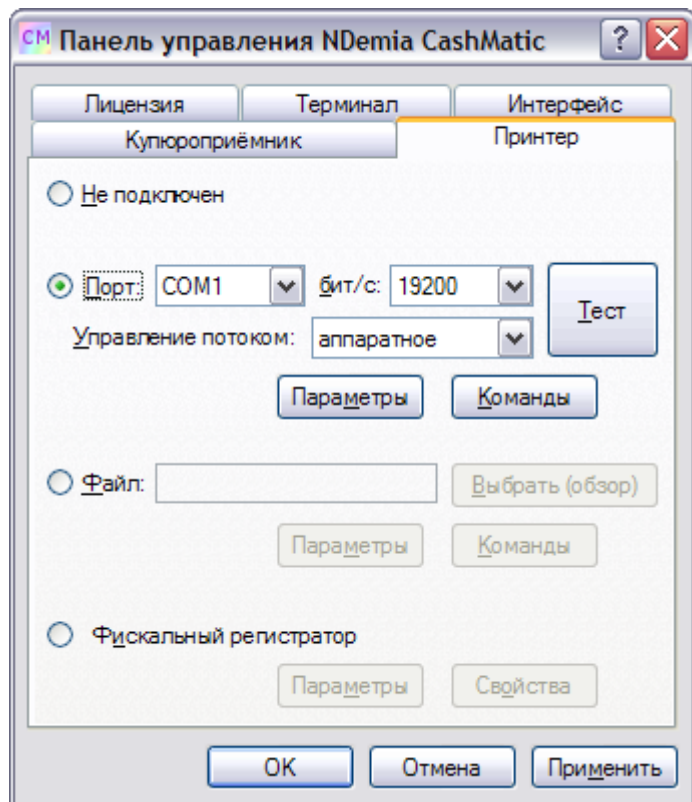 CM Панель управления NDemia CashMatic ?
Лицензия Терминал Интерфейс
Купюроприёмник Принтер
Не подключен
Порт: COM1 бит/с: 19200 Тест
Управление потоком: аппаратное
Параметры Команды
Файл: Выбрать (обзор)
Параметры Команды
Фискальный регистратор
Параметры Свойства
OK Отмена Применить